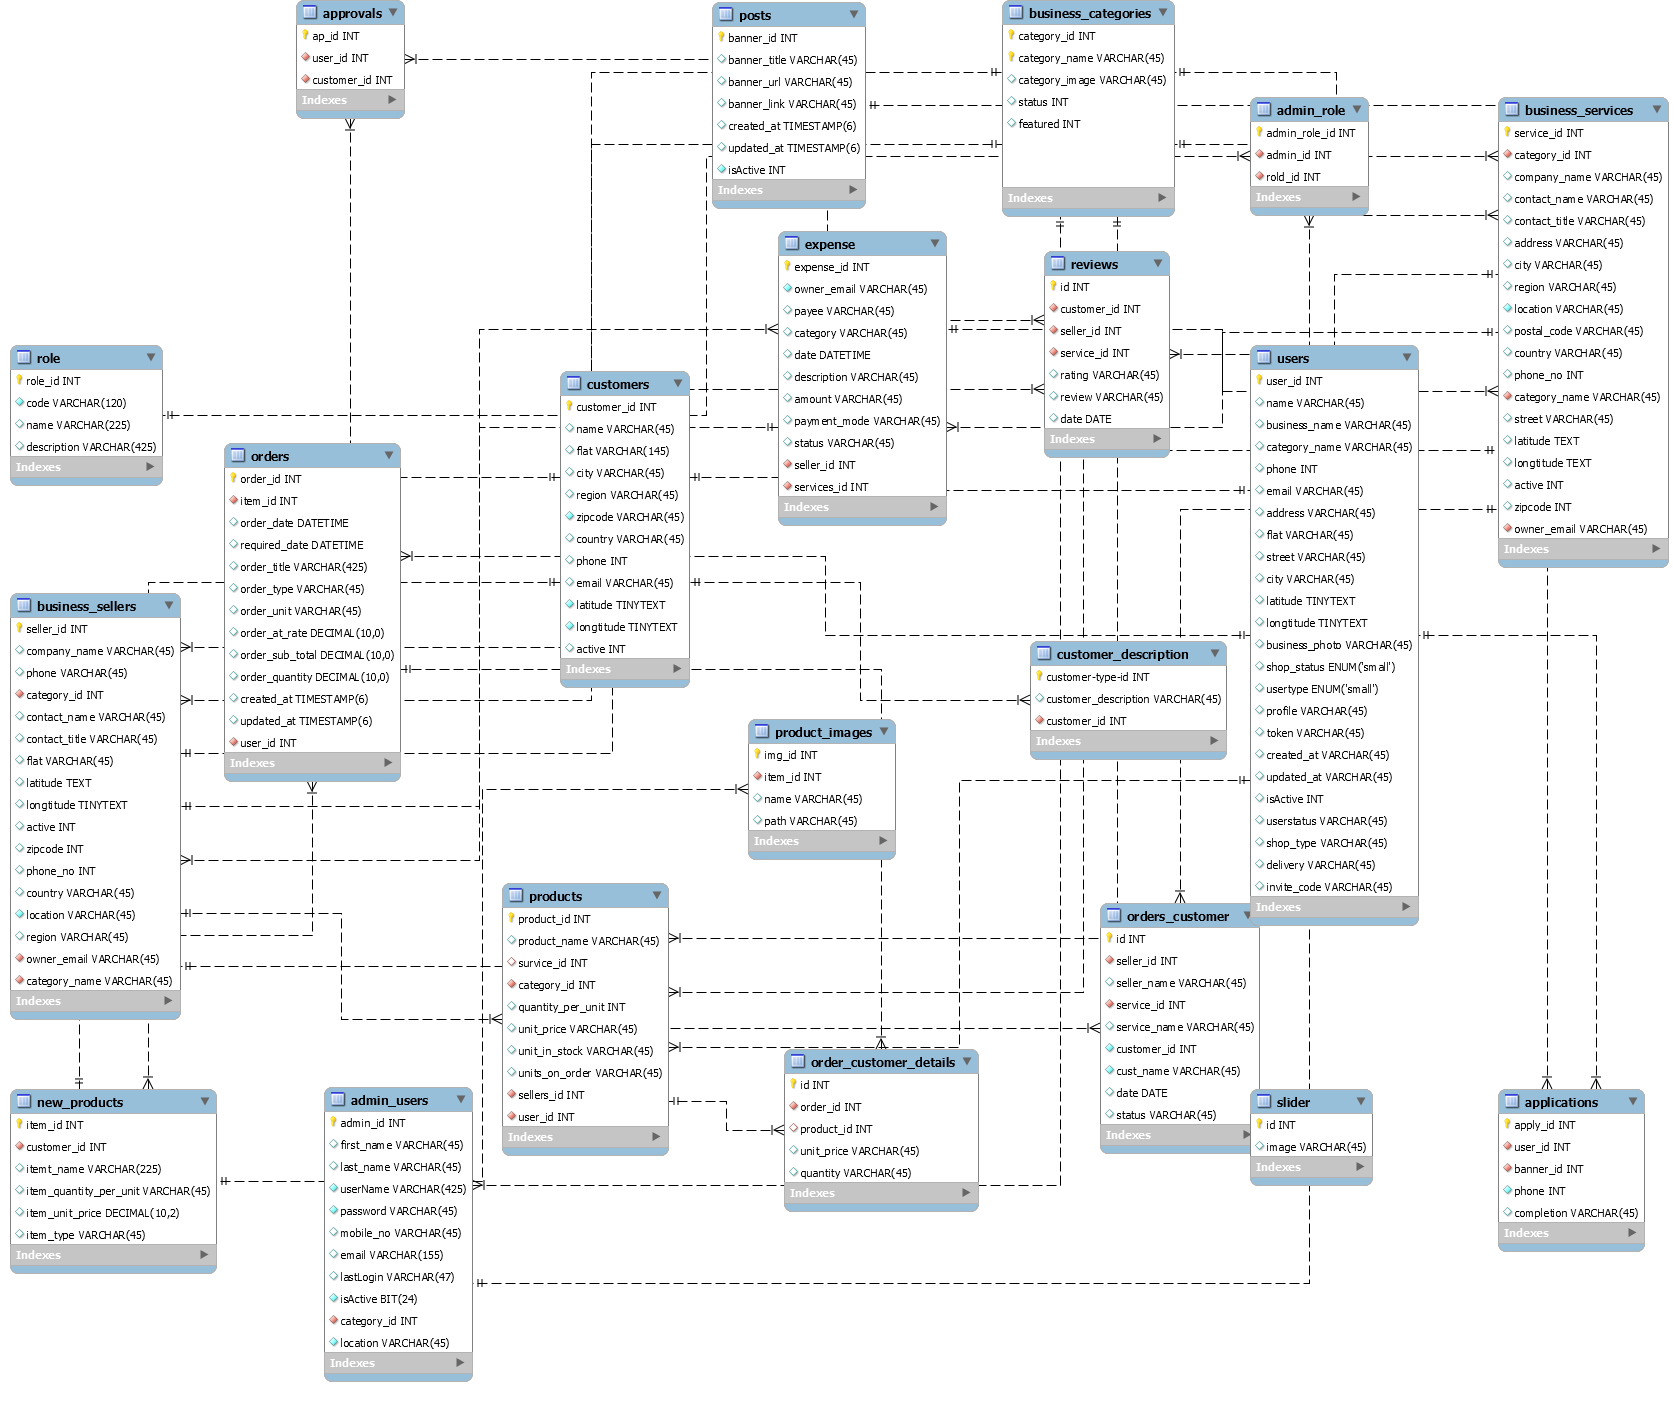 approvals
ap_id INT
user_id INT
customer_id INT
Indexes
posts
banner_id INT
banner_title VARCHAR(45)
banner_url VARCHAR(45)
banner_link VARCHAR(45)
created_at TIMESTAMP(6)
updated_at TIMESTAMP(6)
isActive INT
Indexes
business_categories
category_id INT
category_name VARCHAR(45)
category_image VARCHAR(45)
status INT
featured INT
Indexes
admin_role
admin_role_id INT
admin_id INT
rold_id INT
Indexes
business_services
service_id INT
category_id INT
company_name VARCHAR(45)
contact_name VARCHAR(45)
contact_title VARCHAR(45)
address VARCHAR(45)
city VARCHAR(45)
region VARCHAR(45)
location VARCHAR(45)
postal_code VARCHAR(45)
country VARCHAR(45)
phone_no INT
category_name VARCHAR(45)
street VARCHAR(45)
latitude TEXT
longtitude TEXT
active INT
zipcode INT
owner_email VARCHAR(45)
Indexes
expense
expense_id INT
owner_email VARCHAR(45)
payee VARCHAR(45)
category VARCHAR(45)
date DATETIME
description VARCHAR(45)
amount VARCHAR(45)
payment_mode VARCHAR(45)
status VARCHAR(45)
seller_id INT
services_id INT
Indexes
reviews
id INT
customer_id INT
seller_id INT
service_id INT
rating VARCHAR(45)
review VARCHAR(45)
date DATE
Indexes
role
role_id INT
code VARCHAR(120)
name VARCHAR(225)
description VARCHAR(425)
Indexes
customers
customer_id INT
name VARCHAR(45)
flat VARCHAR(145)
city VARCHAR(45)
region VARCHAR(45)
zipcode VARCHAR(45)
country VARCHAR(45)
phone INT
email VARCHAR(45)
latitude TINYTEXT
longtitude TINYTEXT
active INT
Indexes
users
user_id INT
name VARCHAR(45)
business_name VARCHAR(45)
category_name VARCHAR(45)
phone INT
email VARCHAR(45)
address VARCHAR(45)
flat VARCHAR(45)
street VARCHAR(45)
city VARCHAR(45)
latitude TINYTEXT
longtitude TINYTEXT
business_photo VARCHAR(45)
shop_status ENUM('small')
usertype ENUM('small')
profile VARCHAR(45)
token VARCHAR(45)
created_at VARCHAR(45)
updated_at VARCHAR(45)
isActive INT
userstatus VARCHAR(45)
shop_type VARCHAR(45)
delivery VARCHAR(45)
invite_code VARCHAR(45)
Indexes
orders
order_id INT
item_id INT
order_date DATETIME
required_date DATETIME
order_title VARCHAR(425)
order_type VARCHAR(45)
order_unit VARCHAR(45)
order_at_rate DECIMAL(10,0)
order_sub_total DECIMAL(10,0)
order_quantity DECIMAL(10,0)
created_at TIMESTAMP(6)
updated_at TIMESTAMP(6)
user_id INT
Indexes
business_sellers
seller_id INT
company_name VARCHAR(45)
phone VARCHAR(45)
category_id INT
contact_name VARCHAR(45)
contact_title VARCHAR(45)
flat VARCHAR(45)
latitude TEXT
longtitude TINYTEXT
active INT
zipcode INT
phone_no INT
country VARCHAR(45)
location VARCHAR(45)
region VARCHAR(45)
owner_email VARCHAR(45)
category_name VARCHAR(45)
Indexes
customer_description
customer-type-id INT
customer_description VARCHAR(45)
customer_id INT
Indexes
product_images
img_id INT
item_id INT
name VARCHAR(45)
path VARCHAR(45)
Indexes
products
product_id INT
product_name VARCHAR(45)
survice_id INT
category_id INT
quantity_per_unit INT
unit_price VARCHAR(45)
unit_in_stock VARCHAR(45)
units_on_order VARCHAR(45)
sellers_id INT
user_id INT
Indexes
orders_customer
id INT
seller_id INT
seller_name VARCHAR(45)
service_id INT
service_name VARCHAR(45)
customer_id INT
cust_name VARCHAR(45)
date DATE
status VARCHAR(45)
Indexes
order_customer_details
id INT
order_id INT
product_id INT
unit_price VARCHAR(45)
quantity VARCHAR(45)
Indexes
new_products
item_id INT
customer_id INT
itemt_name VARCHAR(225)
item_quantity_per_unit VARCHAR(45)
item_unit_price DECIMAL(10,2)
item_type VARCHAR(45)
Indexes
admin_users
admin_id INT
first_name VARCHAR(45)
last_name VARCHAR(45)
userName VARCHAR(425)
password VARCHAR(45)
mobile_no VARCHAR(45)
email VARCHAR(155)
lastLogin VARCHAR(47)
isActive BIT(24)
category_id INT
location VARCHAR(45)
Indexes
slider
id INT
image VARCHAR(45)
Indexes
applications
apply_id INT
user_id INT
banner_id INT
phone INT
completion VARCHAR(45)
Indexes